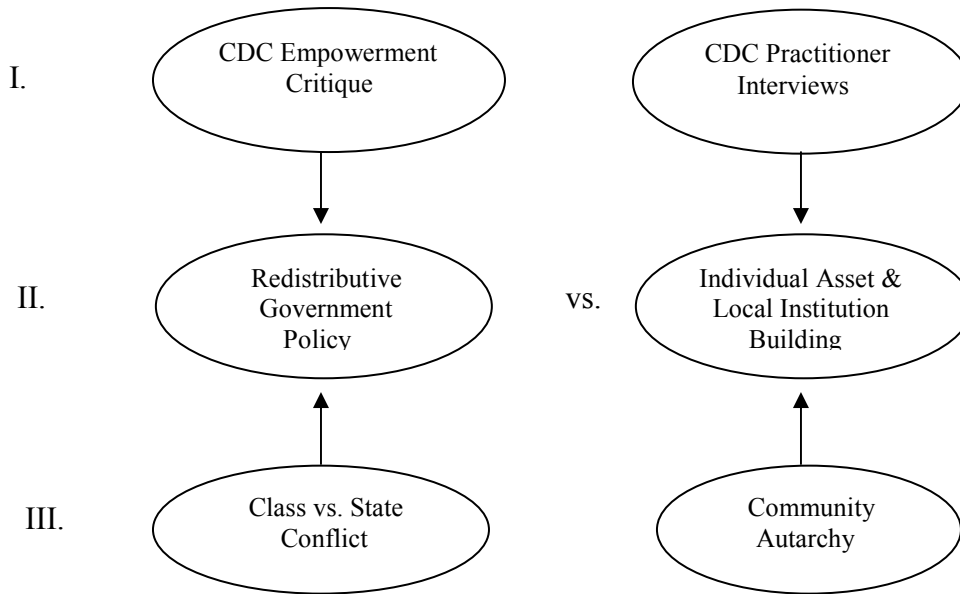 I.
CDC Empowerment
Critique
CDC Practitioner
Interviews
II.
Redistributive
Government
Policy
vs.
Individual Asset &
Local Institution
Building
III.
Class vs. State
Conflict
Community
Autarchy